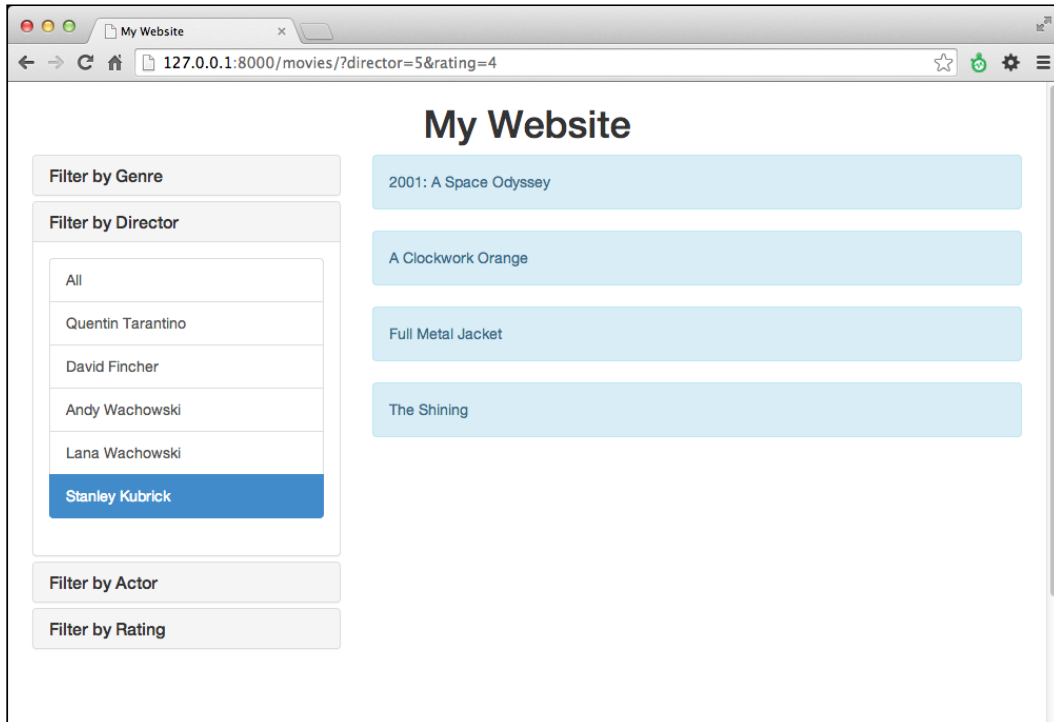 My Website
127.0.0.1:8000/movies/?director=5&rating=4
My Website
Filter by Genre
Filter by Director
All
Quentin Tarantino
David Fincher
Andy Wachowski
Lana Wachowski
Stanley Kubrick
Filter by Actor
Filter by Rating
2001: A Space Odyssey
A Clockwork Orange
Full Metal Jacket
The Shining